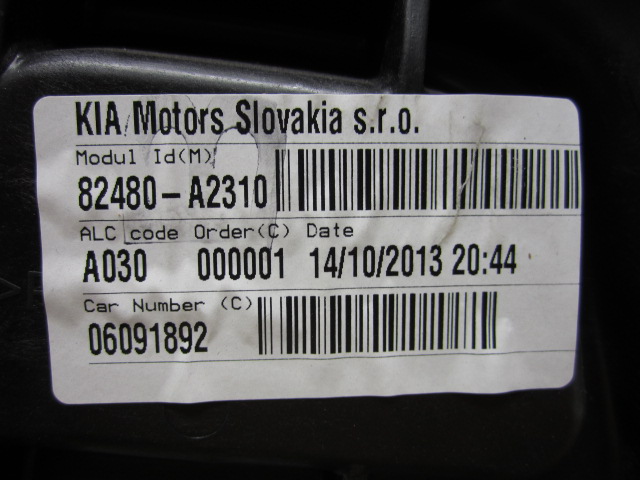 KIA Motors Slovakia s.r.o.
Modul Id(M)
82480-A2310
ALC code Order(C) Date
A030 000001 14/10/2013 20:44
Car Number (C)
06091892